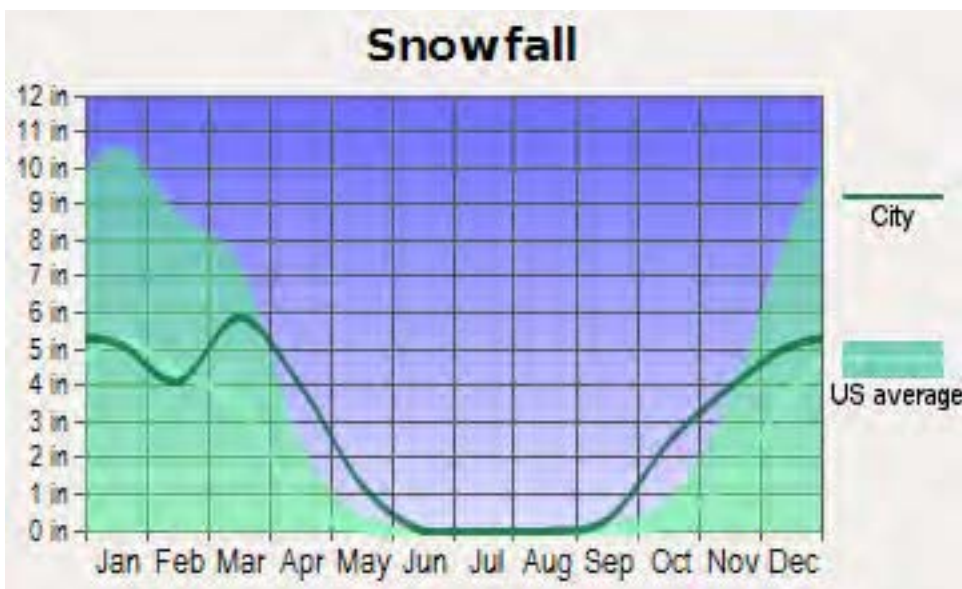 Snowfall
12 in
11 in
10 in
9 in
8 in
7 in
6 in
5 in
4 in
3 in
2 in
1 in
0 in
Jan Feb Mar Apr May Jun Jul Aug Sep Oct Nov Dec
City
US average